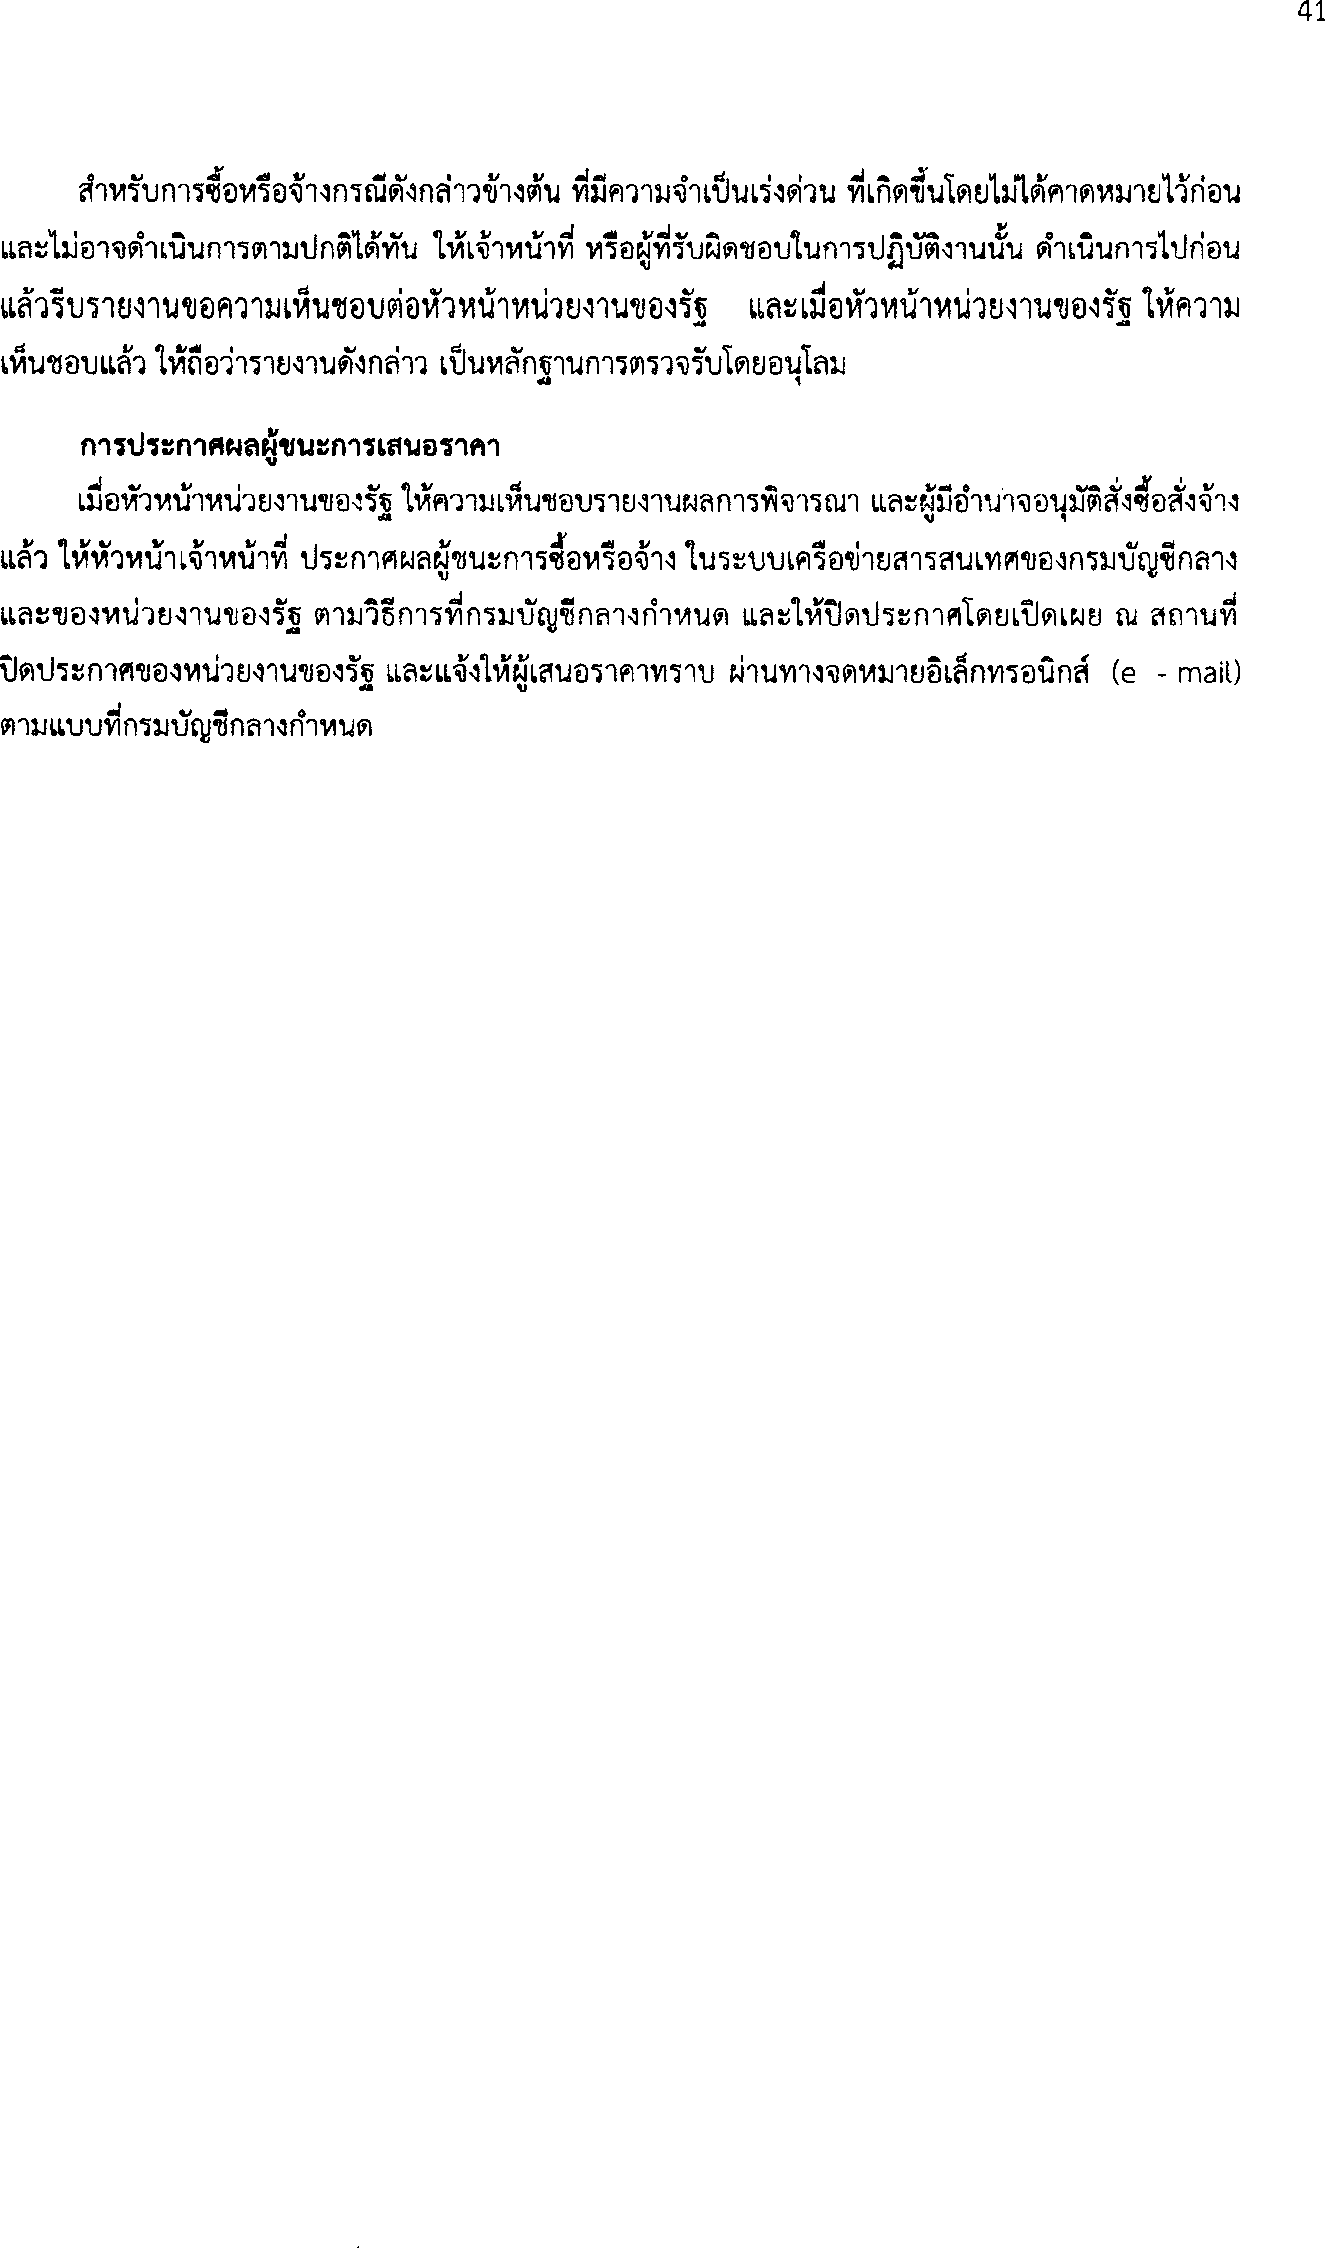 41
สำหรับการซื้อหรือจ้างกรณีดังกล่าวข้างต้น ที่มีความจำเป็นเร่งด่วน ที่เกิดขึ้นโดยไม่ได้คาดหมายไว้ก่อน
และไม่อาจดำเนินการตามปกติได้ทัน ให้เจ้าหน้าที่ หรือผู้ที่รับผิดชอบในการปฏิบัติงานนั้น ดำเนินการไปก่อน
แล้วรีบรายงานขอความเห็นชอบต่อหัวหน้าหน่วยงานของรัฐ และเมื่อหัวหน้าหน่วยงานของรัฐ ให้ความ
เห็นชอบแล้ว ให้ถือว่ารายงานดังกล่าว เป็นหลักฐานการตรวจรับโดยอนุโลม
การประกาศผลผู้ชนะการเสนอราคา
เมื่อหัวหน้าหน่วยงานของรัฐ ให้ความเห็นชอบรายงานผลการพิจารณา และผู้มีอำนาจอนุมัติสั่งซื้อสั่งจ้าง
แล้ว ให้หัวหน้าเจ้าหน้าที่ ประกาศผลผู้ชนะการซื้อหรือจ้าง ในระบบเครือข่ายสารสนเทศของกรมบัญชีกลาง
และของหน่วยงานของรัฐ ตามวิธีการที่กรมบัญชีกลางกำหนด และให้ปิดประกาศโดยเปิดเผย ณ สถานที่
ปิดประกาศของหน่วยงานของรัฐ และแจ้งให้ผู้เสนอราคาทราบ ผ่านทางจดหมายอิเล็กทรอนิกส์ (e - mail)
ตามแบบที่กรมบัญชีกลางกำหนด